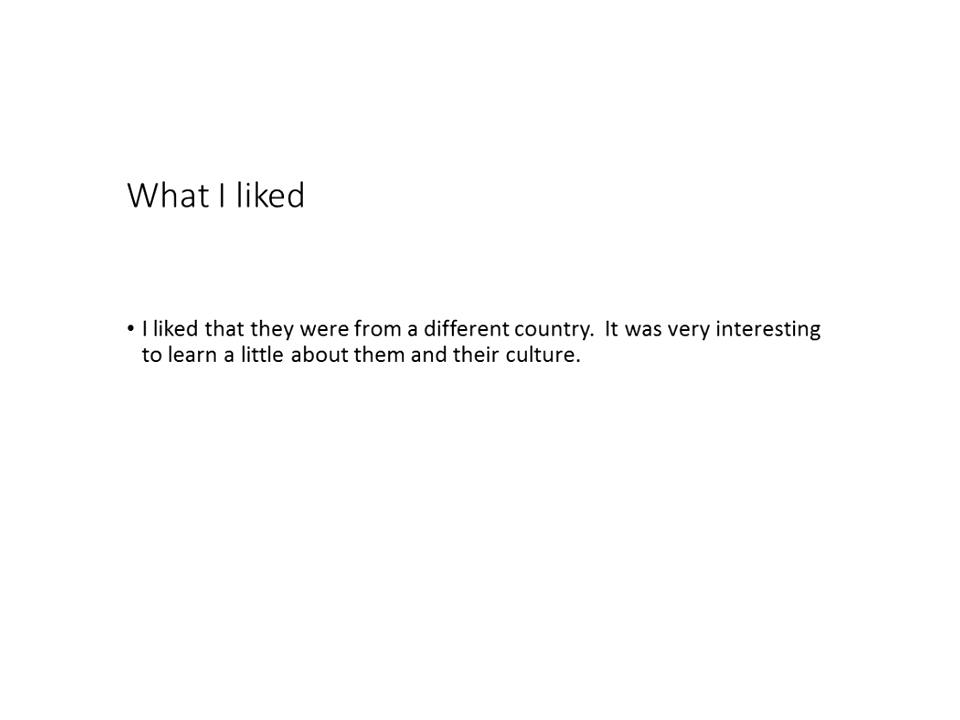 What I liked
• I liked that they were from a different country.  It was very interesting
to learn a little about them and their culture.